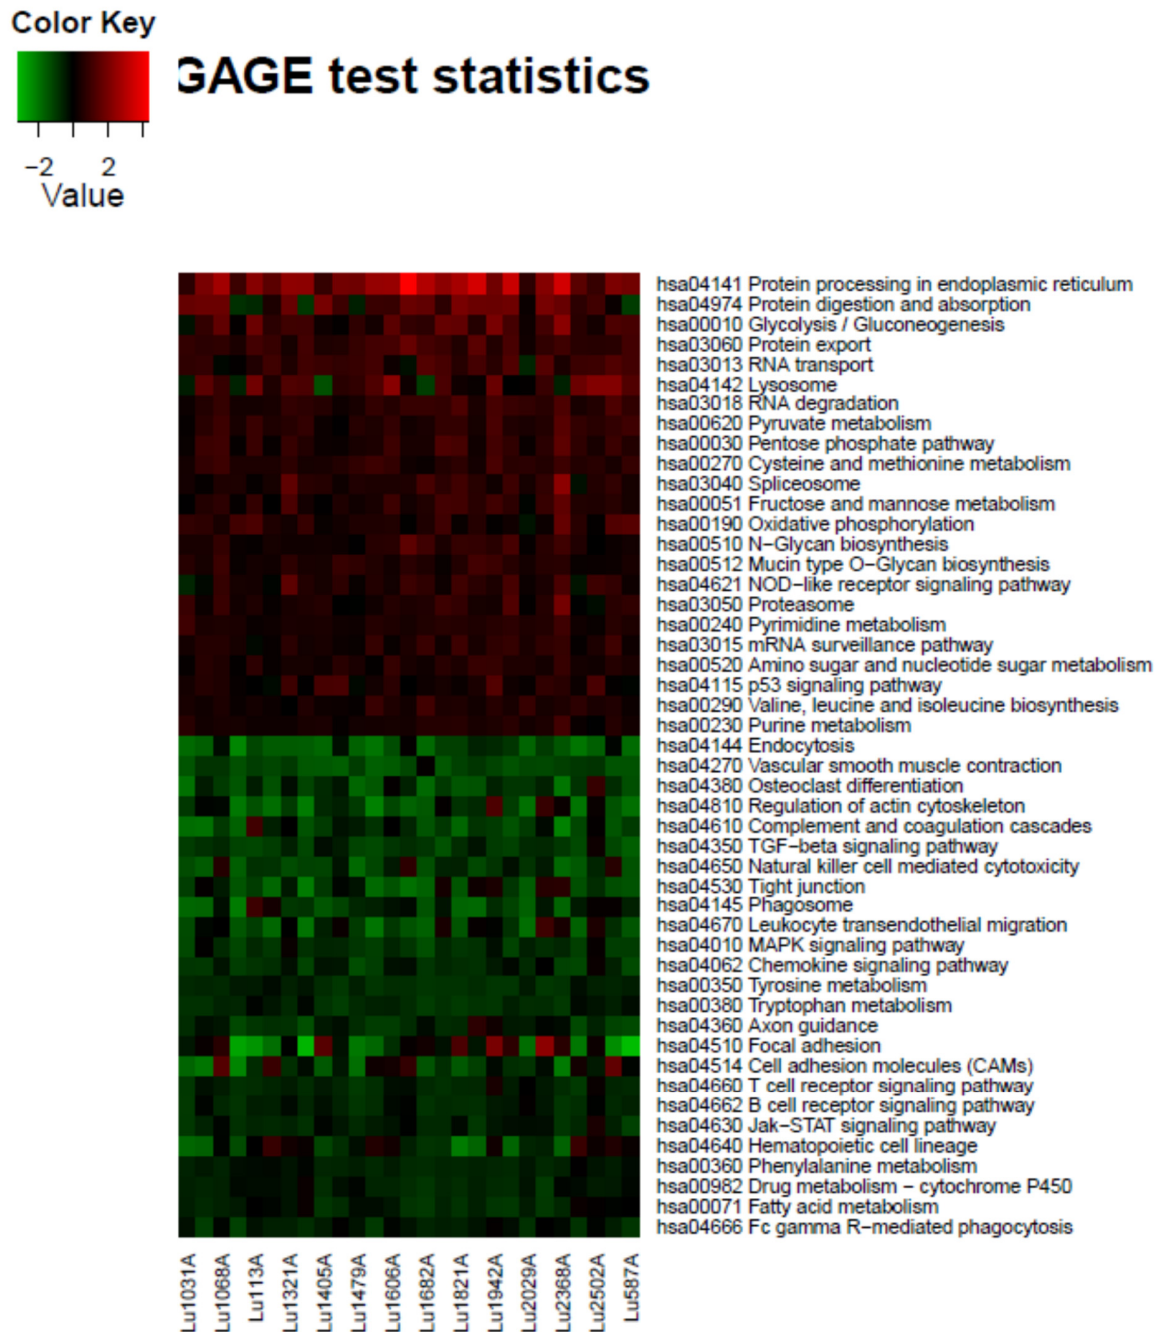 Color Key
GAGE test statistics
−2 2
Value
hsa04141 Protein processing in endoplasmic reticulum
hsa04974 Protein digestion and absorption
hsa00010 Glycolysis / Gluconeogenesis
hsa03060 Protein export
hsa03013 RNA transport
hsa04142 Lysosome
hsa03018 RNA degradation
hsa00620 Pyruvate metabolism
hsa00030 Pentose phosphate pathway
hsa00270 Cysteine and methionine metabolism
hsa03040 Spliceosome
hsa00051 Fructose and mannose metabolism
hsa00190 Oxidative phosphorylation
hsa00510 N−Glycan biosynthesis
hsa00512 Mucin type O−Glycan biosynthesis
hsa04621 NOD−like receptor signaling pathway
hsa03050 Proteasome
hsa00240 Pyrimidine metabolism
hsa03015 mRNA surveillance pathway
hsa00520 Amino sugar and nucleotide sugar metabolism
hsa04115 p53 signaling pathway
hsa00290 Valine, leucine and isoleucine biosynthesis
hsa00230 Purine metabolism
hsa04144 Endocytosis
hsa04270 Vascular smooth muscle contraction
hsa04380 Osteoclast differentiation
hsa04810 Regulation of actin cytoskeleton
hsa04610 Complement and coagulation cascades
hsa04350 TGF−beta signaling pathway
hsa04650 Natural killer cell mediated cytotoxicity
hsa04530 Tight junction
hsa04145 Phagosome
hsa04670 Leukocyte transendothelial migration
hsa04010 MAPK signaling pathway
hsa04062 Chemokine signaling pathway
hsa00350 Tyrosine metabolism
hsa00380 Tryptophan metabolism
hsa04360 Axon guidance
hsa04510 Focal adhesion
hsa04514 Cell adhesion molecules (CAMs)
hsa04660 T cell receptor signaling pathway
hsa04662 B cell receptor signaling pathway
hsa04630 Jak−STAT signaling pathway
hsa04640 Hematopoietic cell lineage
hsa00360 Phenylalanine metabolism
hsa00982 Drug metabolism − cytochrome P450
hsa00071 Fatty acid metabolism
hsa04666 Fc gamma R−mediated phagocytosis
Lu1031A
Lu1068A
Lu113A
Lu1321A
Lu1405A
Lu1479A
Lu1606A
Lu1682A
Lu1821A
Lu1942A
Lu2029A
Lu2368A
Lu2502A
Lu587A